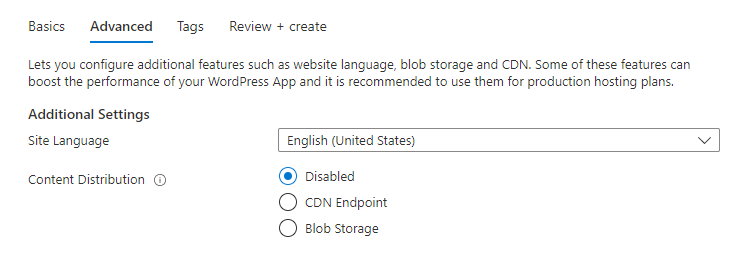 Basics Advanced Tags Review + create
Lets you configure additional features such as website language, blob storage and CDN. Some of these features can
boost the performance of your WordPress App and it is recommended to use them for production hosting plans.
Additional Settings
Site Language English (United States)
Content Distribution Disabled
CDN Endpoint
Blob Storage